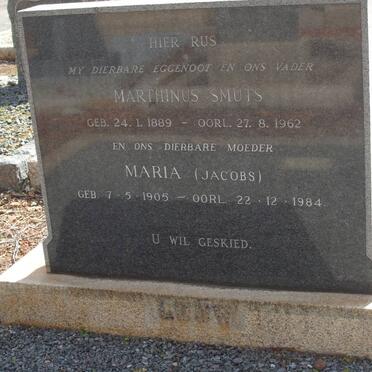 HIER RUS
MY DIERBARE EGGENOOT EN ONS VADER
MARTHINUS SMUTS
GEB. 24. 1. 1889 – OORL. 27. 8. 1962
EN ONS DIERBARE MOEDER
MARIA (JACOBS)
GEB. 7 - 5 - 1905 – OORL. 22 - 12 - 1984.
U WIL GESKIED.